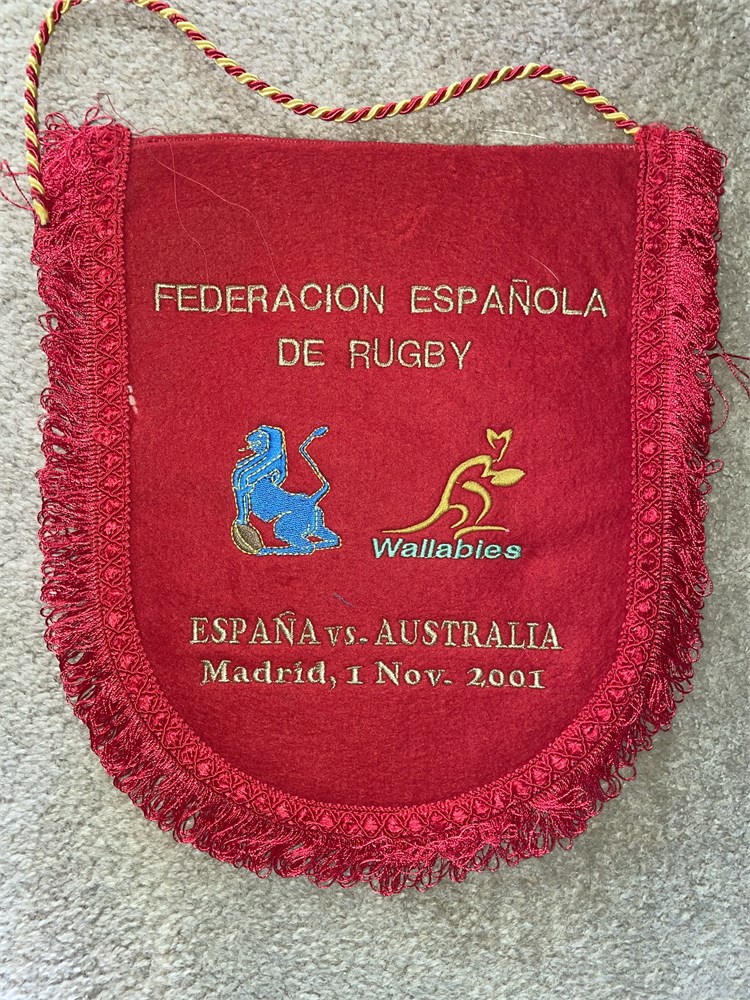 FEDERACION ESPAÑOLA
DE RUGBY
Wallabies
ESPAÑA vs. AUSTRALIA
Madrid, 1 Nov. 2001